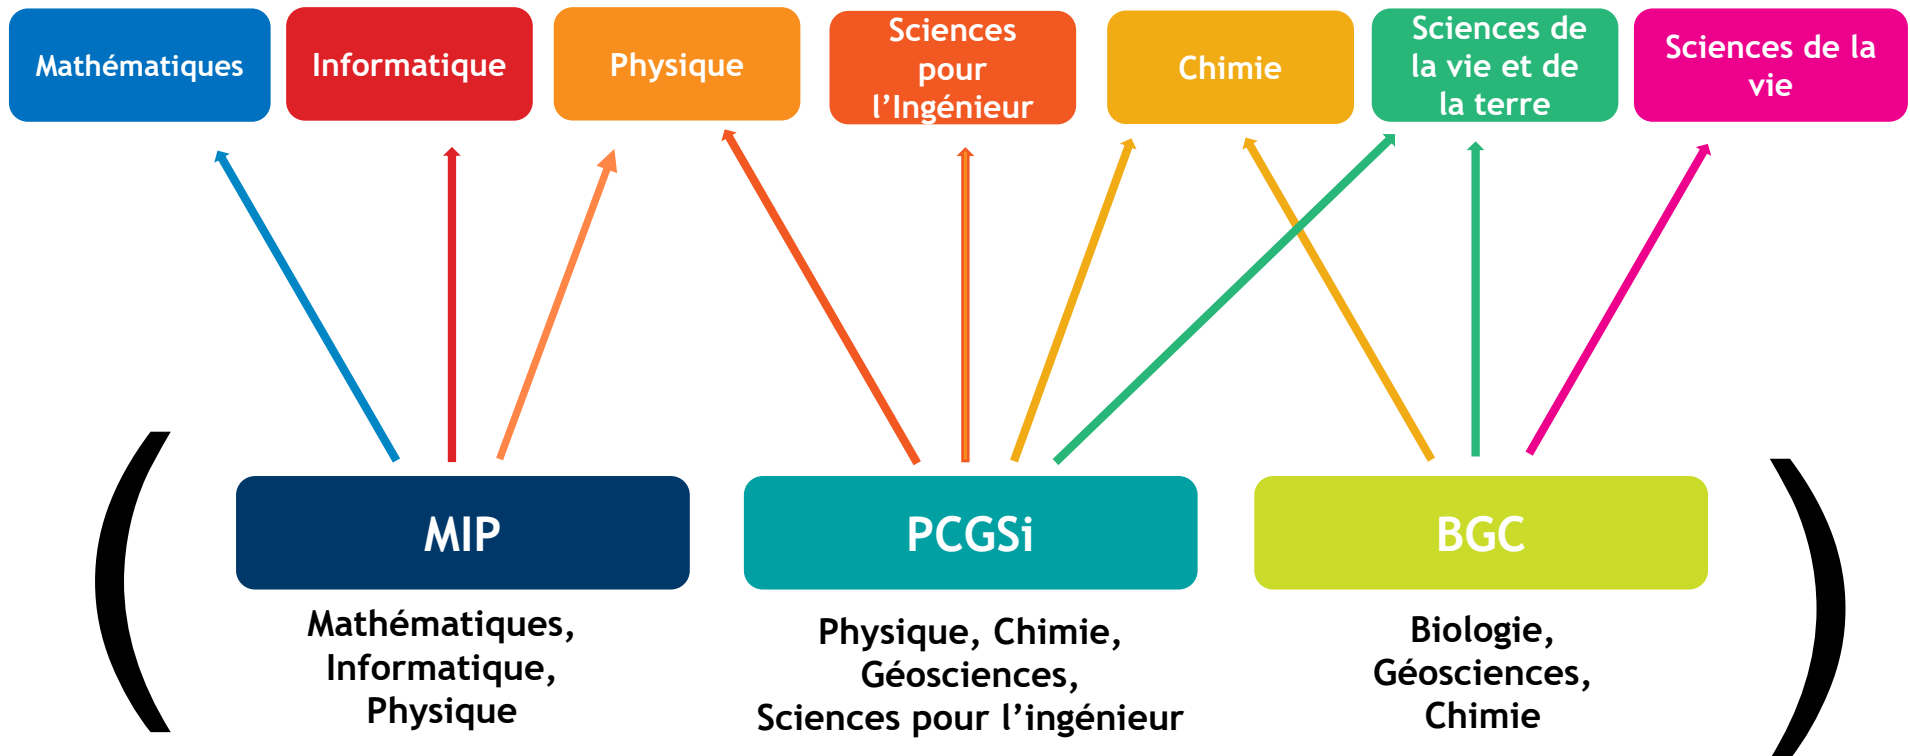 Mathématiques
Informatique
Physique
Sciences
pour
l’Ingénieur
Chimie
Sciences de
la vie et de
la terre
Sciences de la
vie
MIP
PCGSi
BGC
Mathématiques,
Informatique,
Physique
Physique, Chimie,
Géosciences,
Sciences pour l’ingénieur
Biologie,
Géosciences,
Chimie